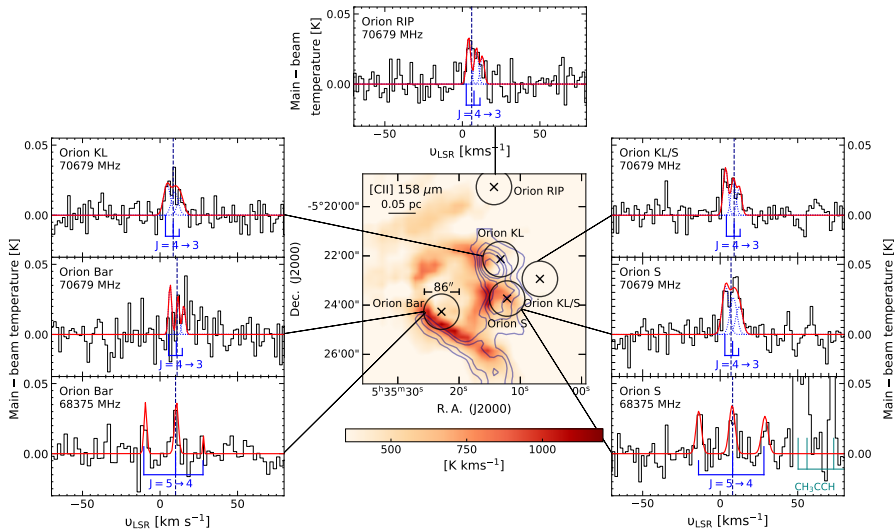 Orion RIP
70679 MHz
Main − beam
temperature [K]
0.00
J = 4 → 3
−50
0
50
υLSR [kms−1]
Orion KL
70679 MHz
0.05
0.00
J = 4 → 3
Orion Bar
70679 MHz
0.05
0.00
J = 4 → 3
Orion Bar
68375 MHz
0.05
0.00
J = 5 → 4
−50
0
50
υLSR [km s−1]
Main − beam temperature [K]
[CII] 158 μm
0.05 pc
Orion RIP
Orion KL
86″
Orion Bar
Orion KL/S
Orion S
-5°20'00"
22'00"
24'00"
26'00"
Dec. (J2000)
5h35m30s
20s
10s
00s
R. A. (J2000)
500
750
1000
[K kms−1]
Orion KL/S
70679 MHz
0.05
0.00
J = 4 → 3
Orion S
70679 MHz
0.05
0.00
J = 4 → 3
Orion S
68375 MHz
0.05
0.00
J = 5 → 4
CH3CCH
−50
0
50
υLSR [kms−1]
Main − beam temperature [K]